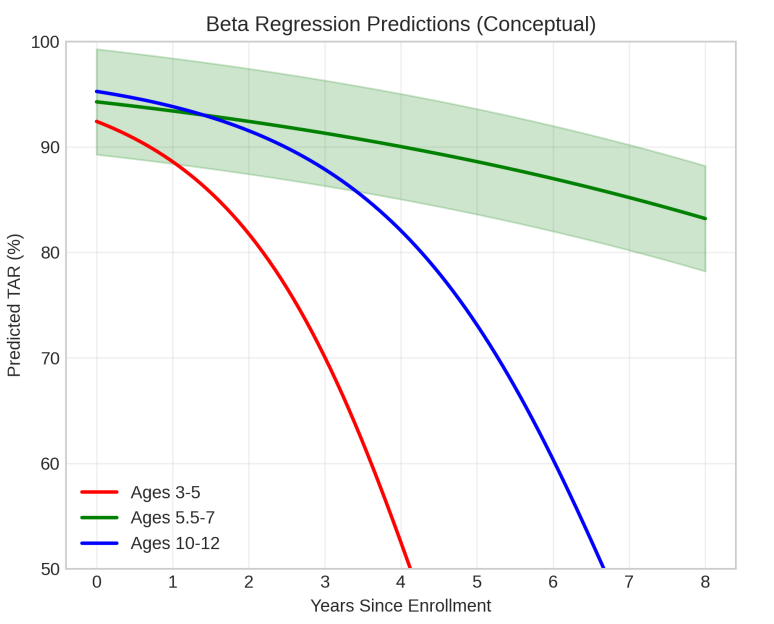 Beta Regression Predictions (Conceptual)
100
90
80
70
60
50
Predicted TAR (%)
Ages 3-5
Ages 5.5-7
Ages 10-12
0 1 2 3 4 5 6 7 8
Years Since Enrollment